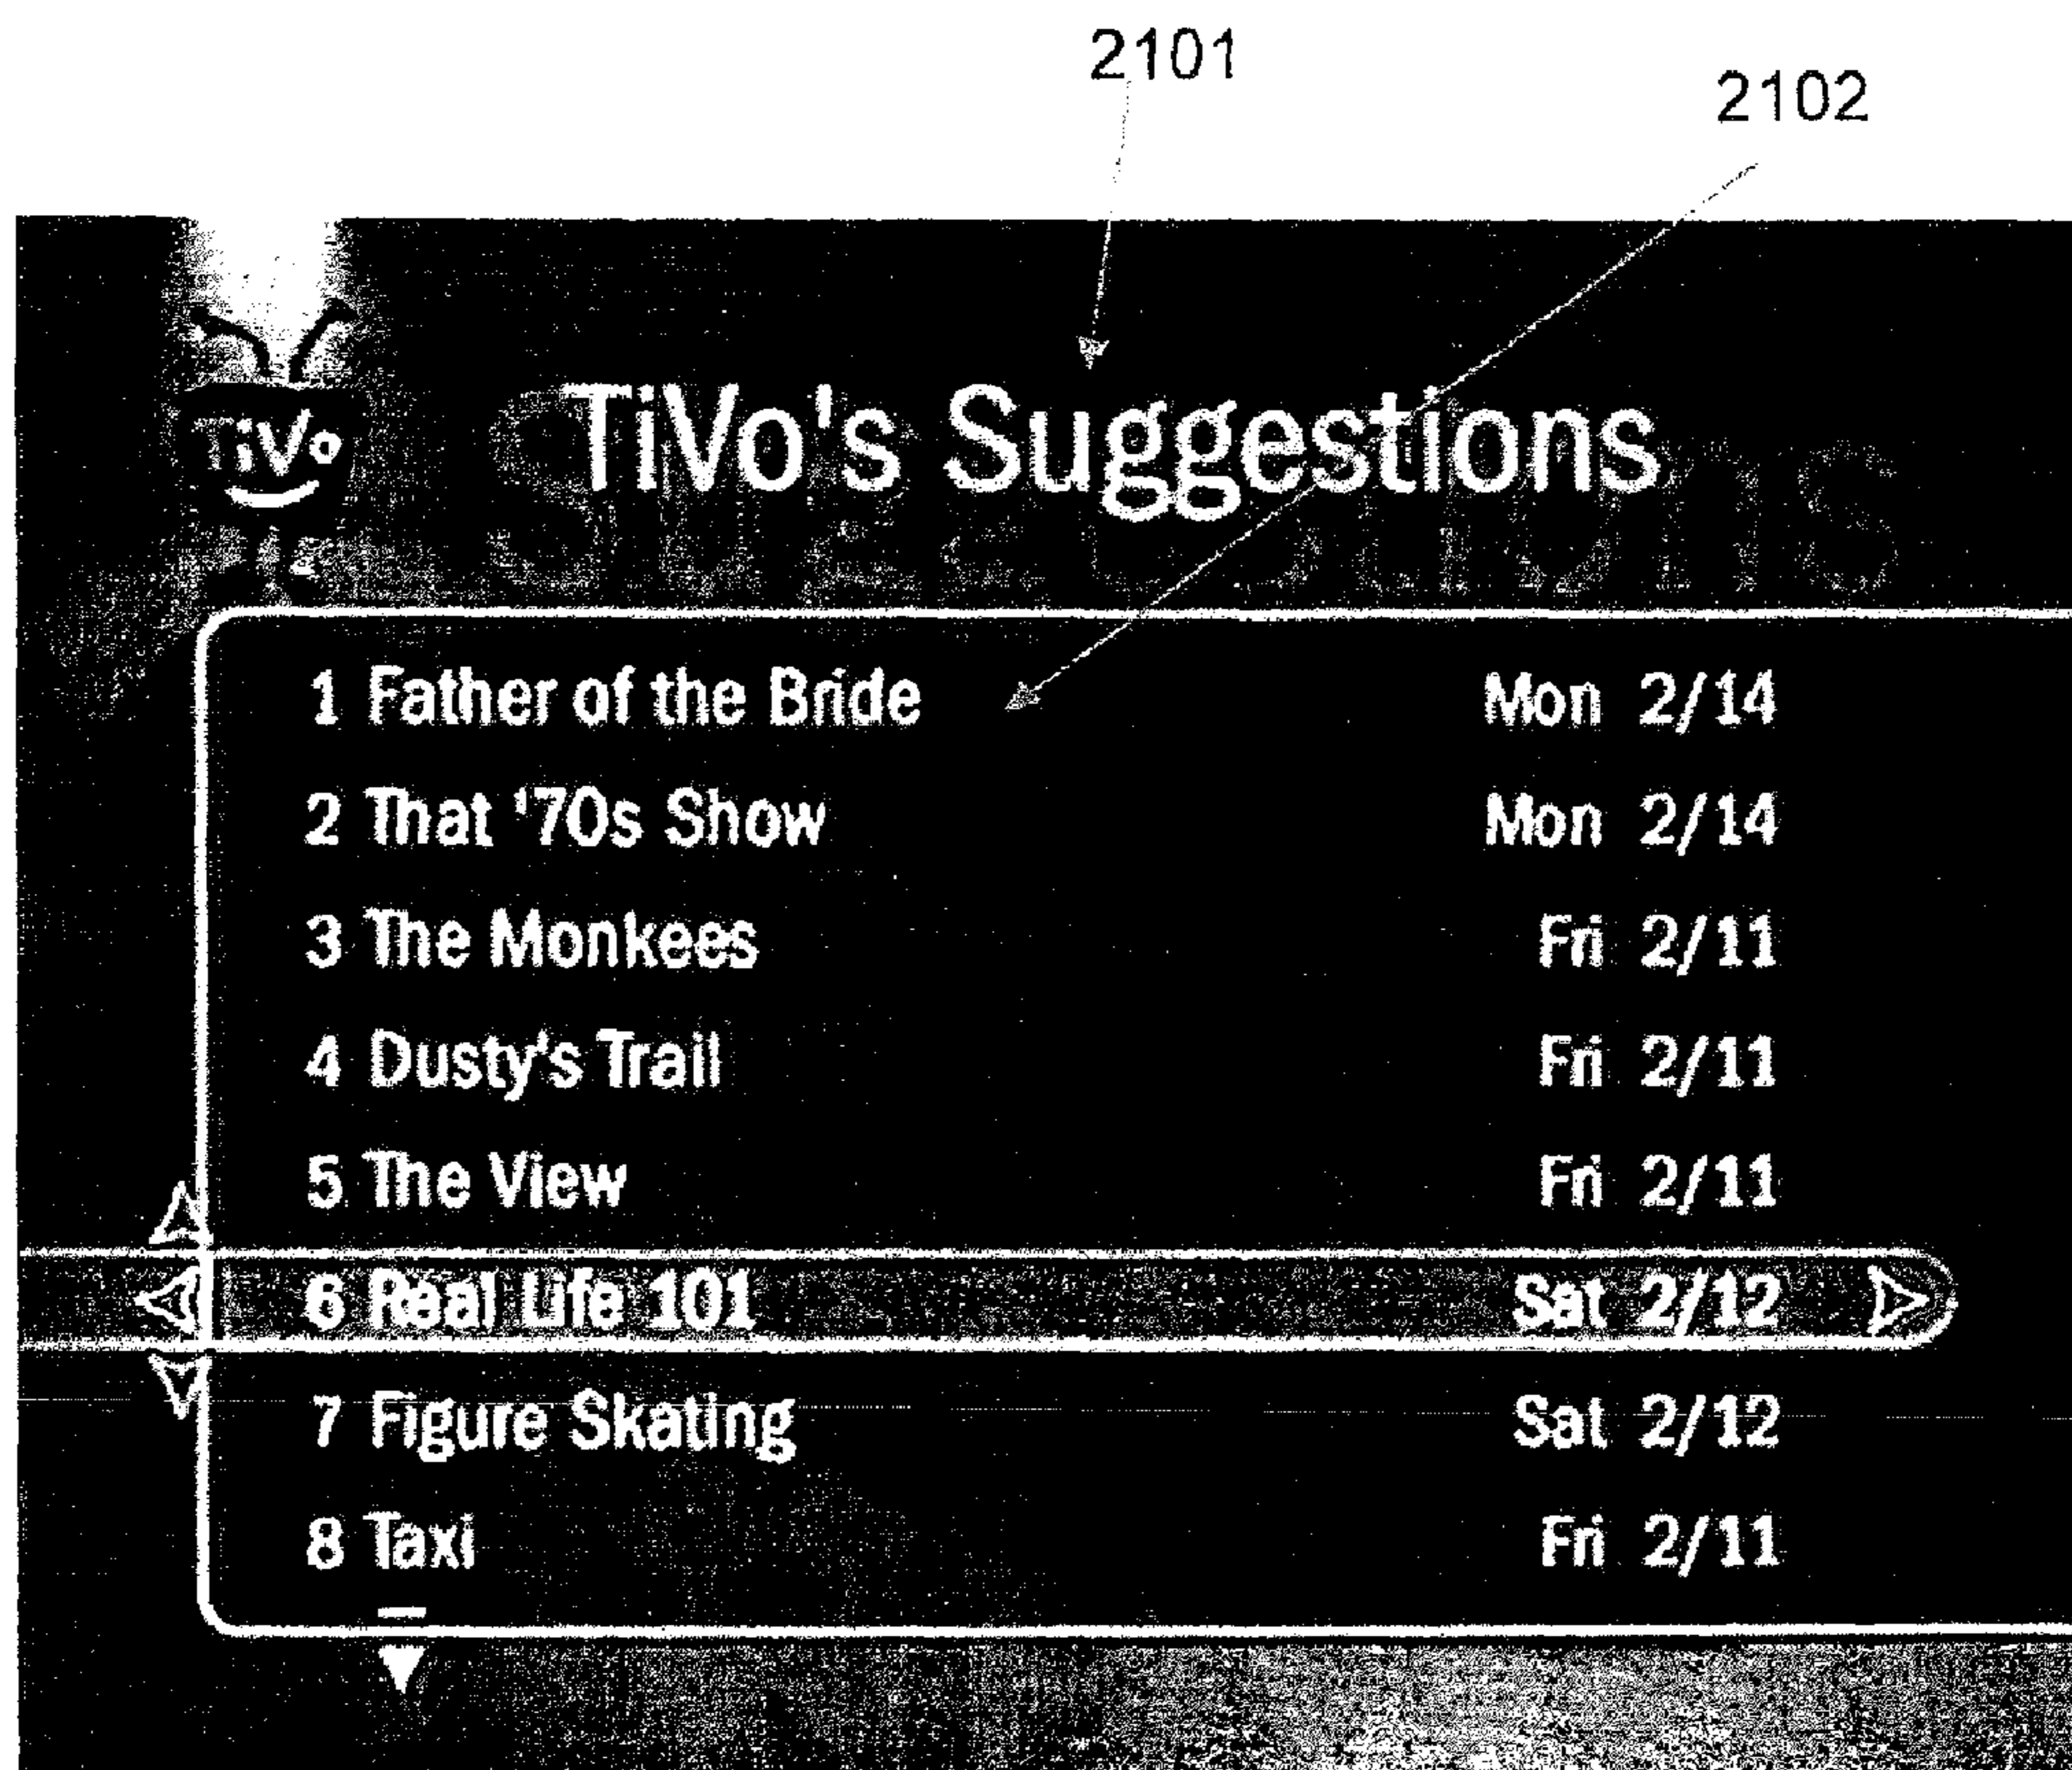 2101
2102
TiVo
TiVo's Suggestions
1 Father of the Bride Mon 2/14
2 That '70s Show Mon 2/14
3 The Monkees Fri 2/11
4 Dusty's Trail Fri 2/11
5 The View Fri 2/11
6 Real Life 101 Sat 2/12
7 Figure Skating Sat 2/12
8 Taxi Fri 2/11